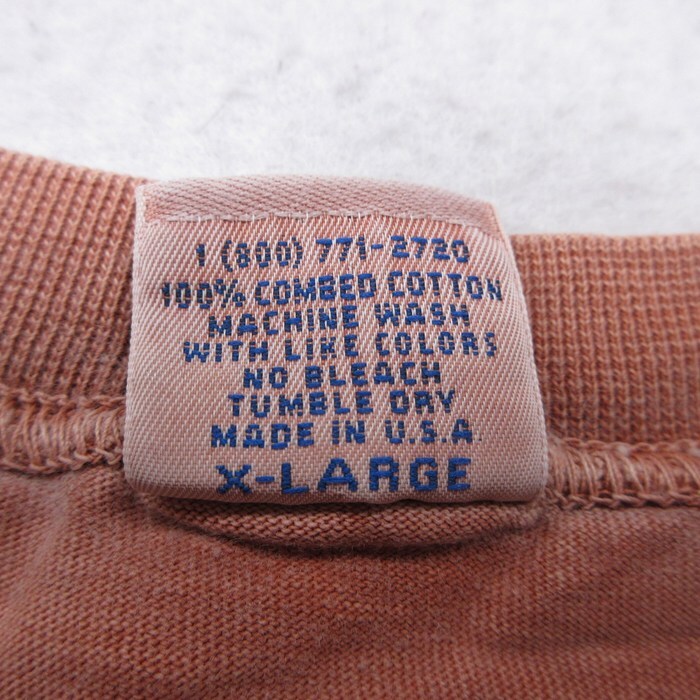 1 (800) 771-2720
100% COMBED COTTON
MACHINE WASH
WITH LIKE COLORS
NO BLEACH
TUMBLE DRY
MADE IN U.S.A.
X-LARGE